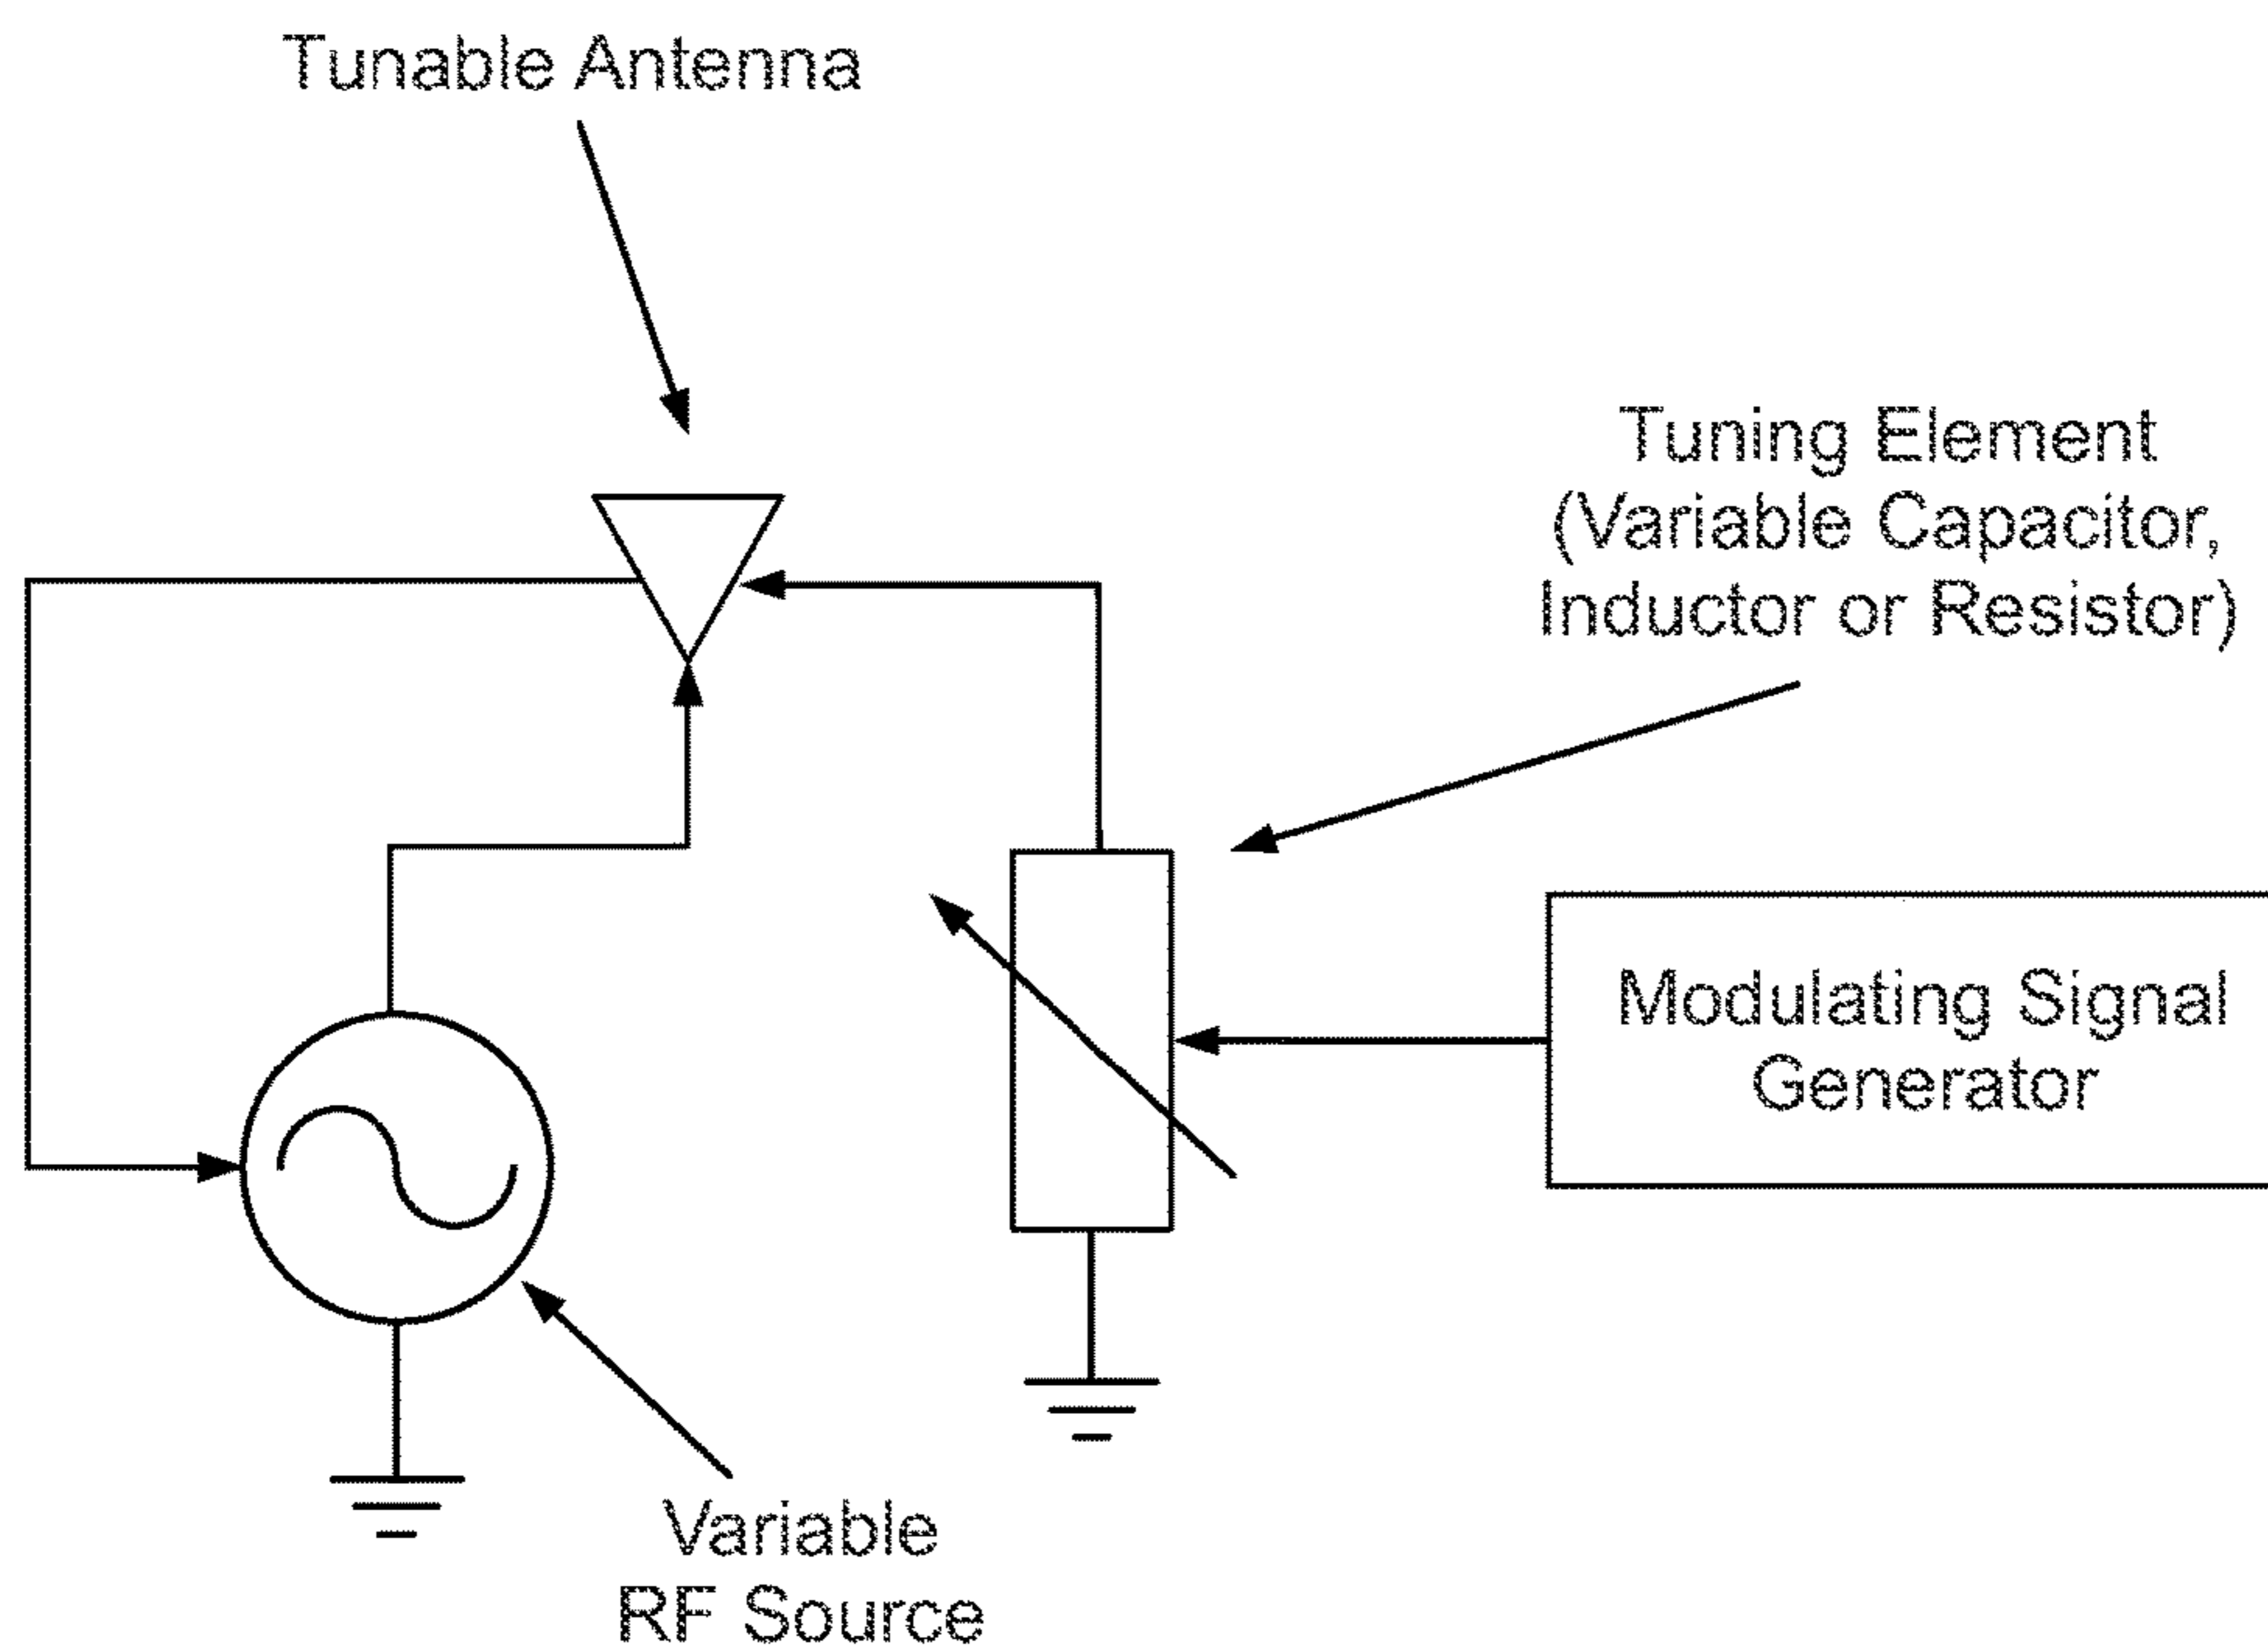 Tunable Antenna
Tuning Element
(Variable Capacitor,
Inductor or Resistor)
Modulating Signal
Generator
Variable
RF Source